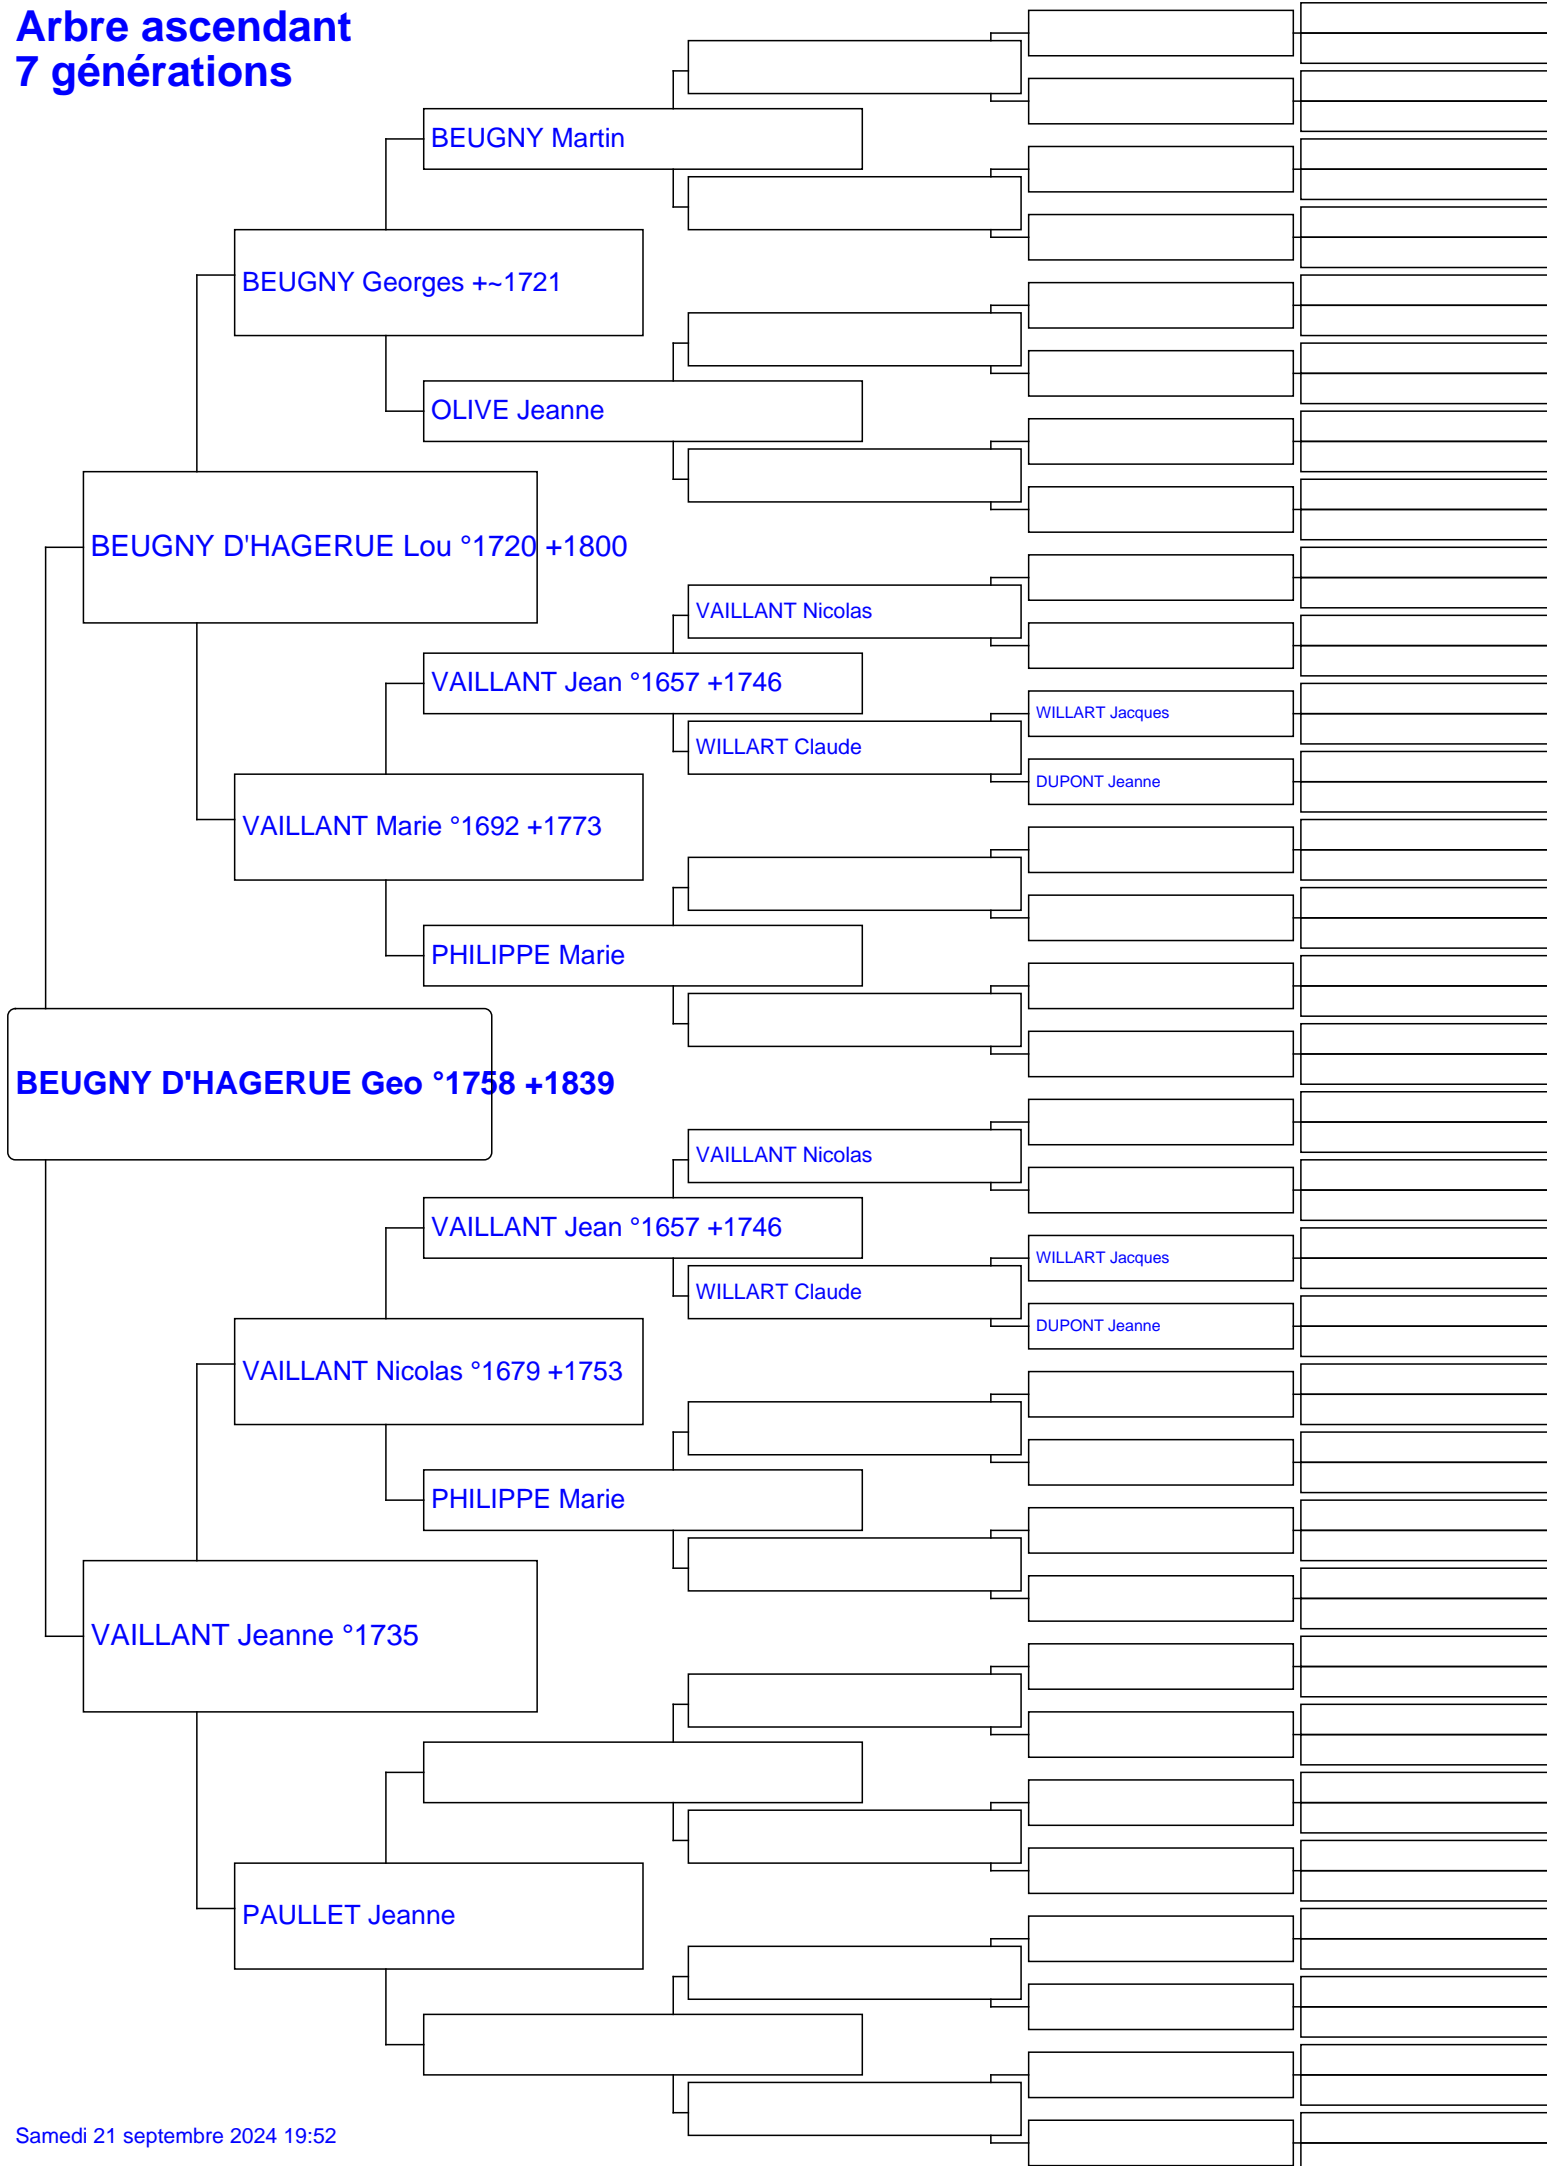 Arbre ascendant
7 générations
BEUGNY Martin
BEUGNY Georges +~1721
OLIVE Jeanne
BEUGNY D'HAGERUE Lou °1720 +1800
VAILLANT Nicolas
VAILLANT Jean °1657 +1746
WILLART Jacques
WILLART Claude
DUPONT Jeanne
VAILLANT Marie °1692 +1773
PHILIPPE Marie
BEUGNY D'HAGERUE Geo °1758 +1839
VAILLANT Nicolas
VAILLANT Jean °1657 +1746
WILLART Jacques
WILLART Claude
DUPONT Jeanne
VAILLANT Nicolas °1679 +1753
PHILIPPE Marie
VAILLANT Jeanne °1735
PAULLET Jeanne
Samedi 21 septembre 2024 19:52